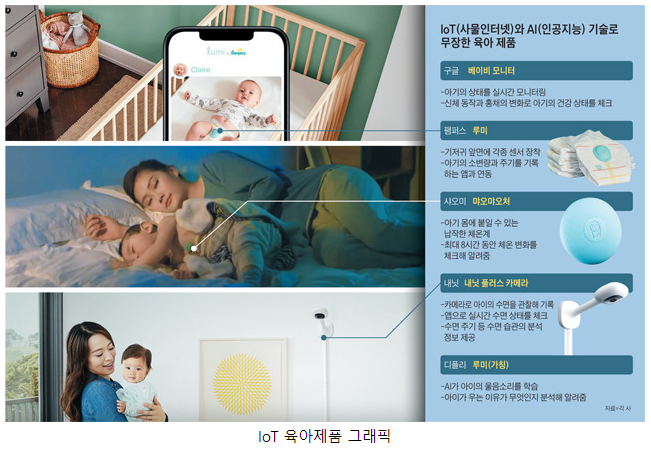 lumi by Pampers
Claire
IoT(사물인터넷)와 AI(인공지능) 기술로
무장한 육아 제품
구글 베이비 모니터
-아기의 상태를 실시간 모니터링
-신체 동작과 홍채의 변화로 아기의 건강 상태를 체크
팸퍼스 루미
-기저귀 앞면에 각종 센서 장착
-아기의 소변량과 주기를 기록
하는 앱과 연동
샤오미 먀오먀오처
-아기 몸에 붙일 수 있는
납작한 체온계
-최대 8시간 동안 체온 변화를
체크해 알려줌
내닛 내닛 플러스 카메라
-카메라로 아이의 수면을 관찰해 기록
-앱으로 실시간 수면 상태를 체크
-수면 주기 등 수면 습관의 분석
정보 제공
디플리 루미(가칭)
-AI가 아이의 울음소리를 학습
-아이가 우는 이유가 무엇인지 분석해 알려줌
자료=각 사
IoT 육아제품 그래픽